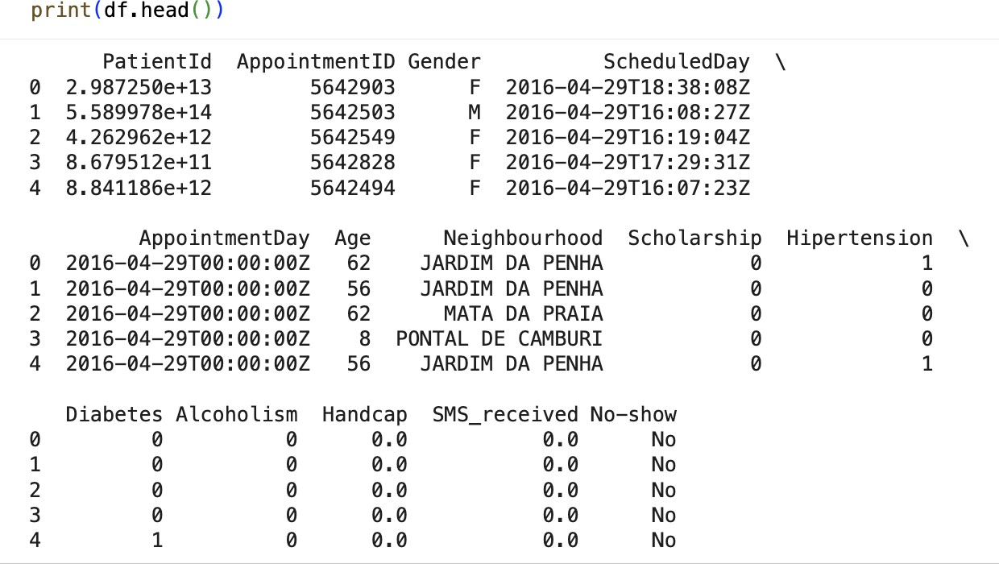 print(df.head())
PatientId AppointmentID Gender ScheduledDay \
0 2.987250e+13 5642903 F 2016-04-29T18:38:08Z
1 5.589978e+14 5642503 M 2016-04-29T16:08:27Z
2 4.262962e+12 5642549 F 2016-04-29T16:19:04Z
3 8.679512e+11 5642828 F 2016-04-29T17:29:31Z
4 8.841186e+12 5642494 F 2016-04-29T16:07:23Z
AppointmentDay Age Neighbourhood Scholarship Hipertension \
0 2016-04-29T00:00:00Z 62 JARDIM DA PENHA 0 1
1 2016-04-29T00:00:00Z 56 JARDIM DA PENHA 0 0
2 2016-04-29T00:00:00Z 62 MATA DA PRAIA 0 0
3 2016-04-29T00:00:00Z 8 PONTAL DE CAMBURI 0 0
4 2016-04-29T00:00:00Z 56 JARDIM DA PENHA 0 1
Diabetes Alcoholism Handcap SMS_received No-show
0 0 0 0.0 0.0 No
1 0 0 0.0 0.0 No
2 0 0 0.0 0.0 No
3 0 0 0.0 0.0 No
4 1 0 0.0 0.0 No